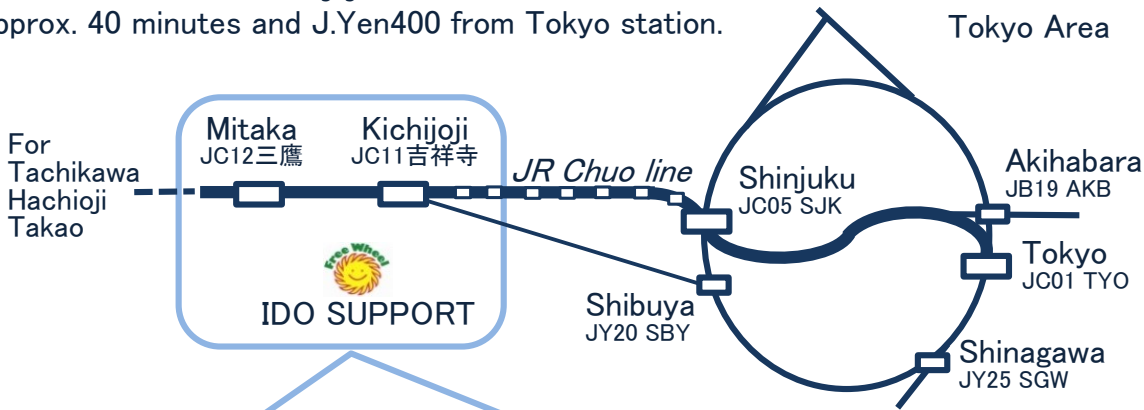 pprox. 40 minutes and J.Yen400 from Tokyo station.
Tokyo Area
For
Tachikawa
Hachioji
Takao
Mitaka
JC12三鷹
Kichijoji
JC11吉祥寺
JR Chuo line
Shinjuku
JC05 SJK
Akihabara
JB19 AKB
Tokyo
JC01 TYO
Free Wheel
IDO SUPPORT
Shibuya
JY20 SBY
Shinagawa
JY25 SGW